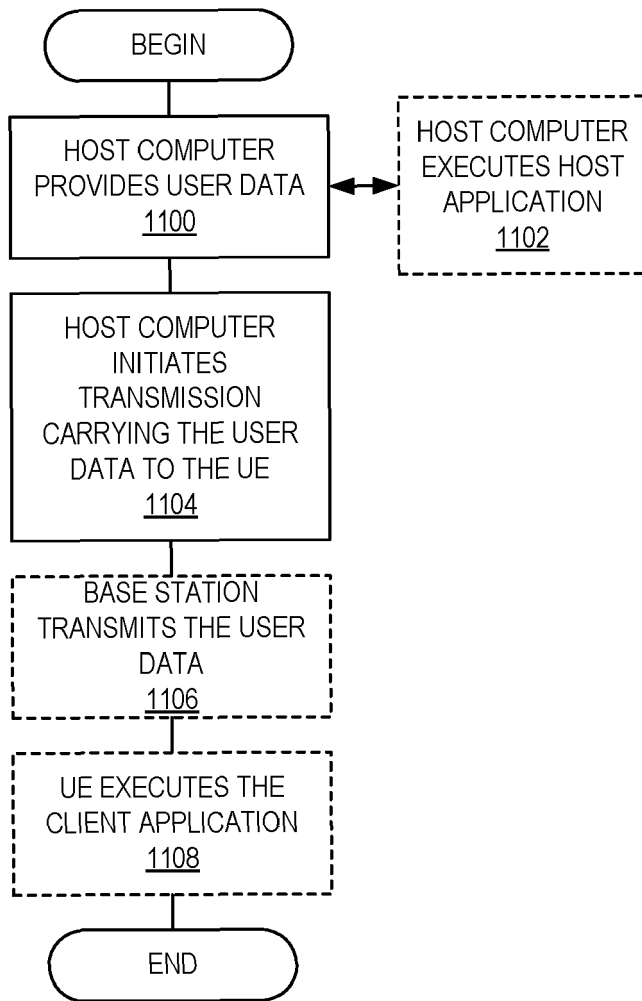 BEGIN
HOST COMPUTER
PROVIDES USER DATA
1100
HOST COMPUTER
EXECUTES HOST
APPLICATION
1102
HOST COMPUTER
INITIATES
TRANSMISSION
CARRYING THE USER
DATA TO THE UE
1104
BASE STATION
TRANSMITS THE USER
DATA
1106
UE EXECUTES THE
CLIENT APPLICATION
1108
END